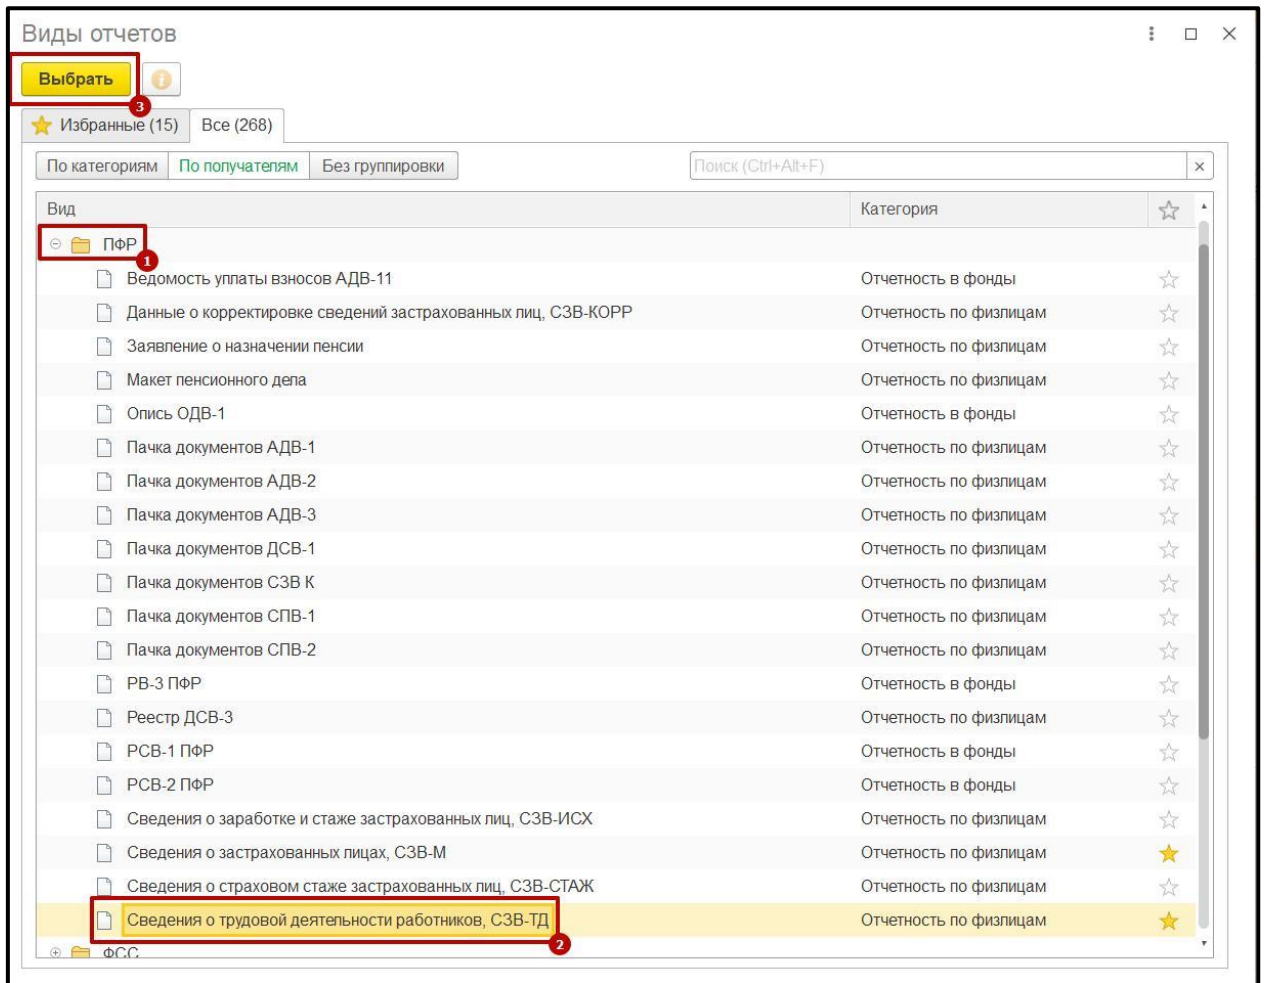 Виды отчетов
Выбрать
3
Избранные (15) Все (268)
По категориям По получателям Без группировки Поиск (Ctrl+Alt+F)
Вид Категория
ПФР
1
Ведомость уплаты взносов АДВ-11 Отчетность в фонды
Данные о корректировке сведений застрахованных лиц, СЗВ-КОРР Отчетность по физлицам
Заявление о назначении пенсии Отчетность по физлицам
Макет пенсионного дела Отчетность по физлицам
Опись ОДВ-1 Отчетность в фонды
Пачка документов АДВ-1 Отчетность по физлицам
Пачка документов АДВ-2 Отчетность по физлицам
Пачка документов АДВ-3 Отчетность по физлицам
Пачка документов ДСВ-1 Отчетность по физлицам
Пачка документов СЗВ К Отчетность по физлицам
Пачка документов СПВ-1 Отчетность по физлицам
Пачка документов СПВ-2 Отчетность по физлицам
РВ-3 ПФР Отчетность в фонды
Реестр ДСВ-3 Отчетность по физлицам
РСВ-1 ПФР Отчетность в фонды
РСВ-2 ПФР Отчетность в фонды
Сведения о заработке и стаже застрахованных лиц, СЗВ-ИСХ Отчетность по физлицам
Сведения о застрахованных лицах, СЗВ-М Отчетность по физлицам
Сведения о страховом стаже застрахованных лиц, СЗВ-СТАЖ Отчетность по физлицам
Сведения о трудовой деятельности работников, СЗВ-ТД Отчетность по физлицам
2
ФСС